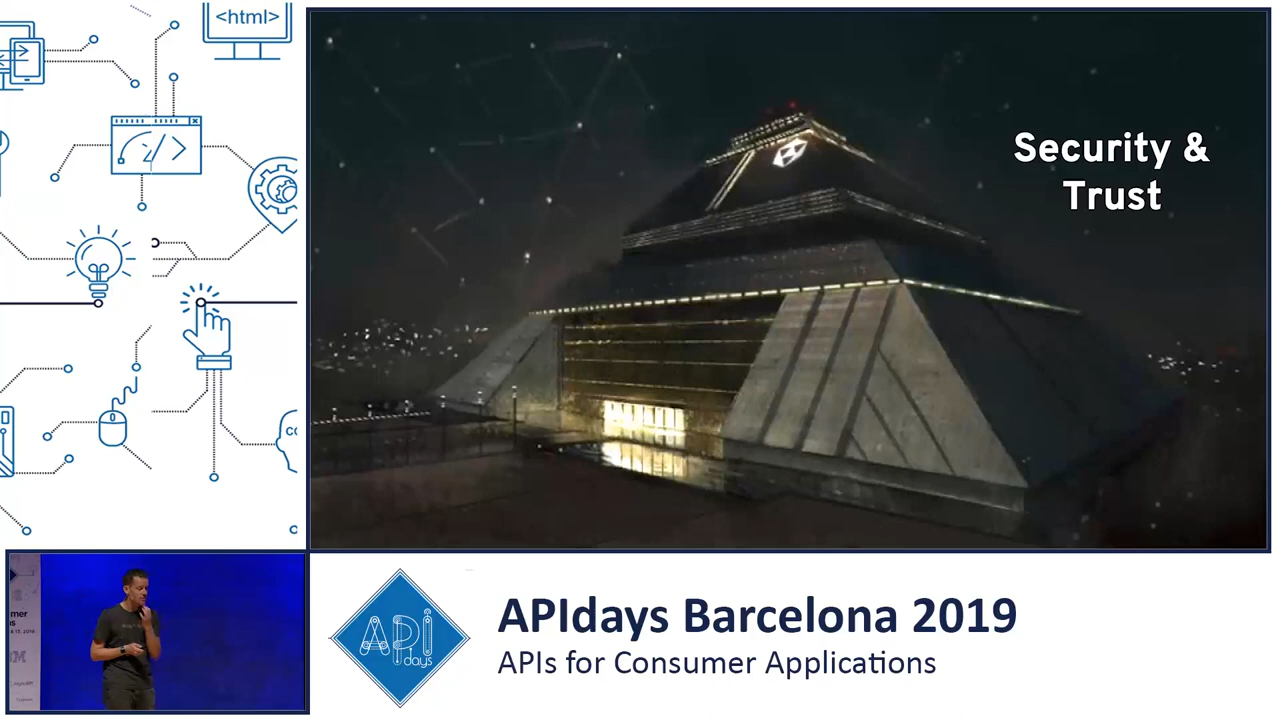 <html>
</>
Security &
Trust
API
days
APIdays Barcelona 2019
APIs for Consumer Applications